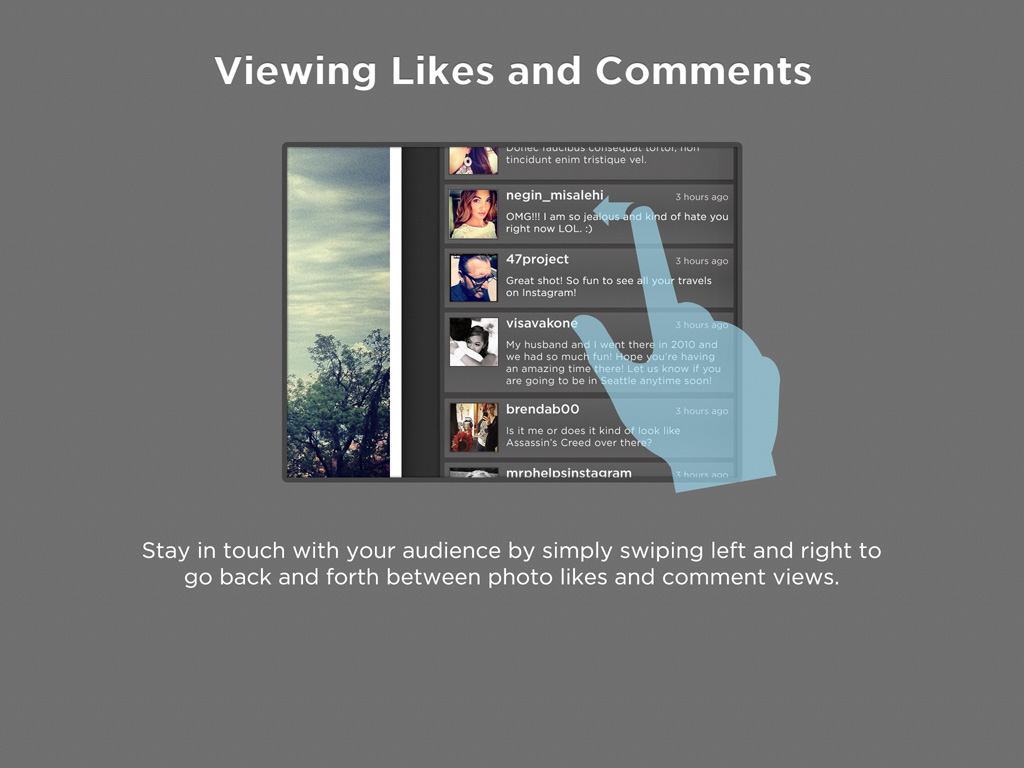 Viewing Likes and Comments
Donec faucibus consequat tortor, non
tincidunt enim tristique vel.
negin_misalehi 3 hours ago
OMG!!! I am so jealous and kind of hate you
right now LOL. :)
47project 3 hours ago
Great shot! So fun to see all your travels
on Instagram!
visavakone 3 hours ago
My husband and I went there in 2010 and
we had so much fun! Hope you're having
an amazing time there! Let us know if you
are going to be in Seattle anytime soon!
brendab00 3 hours ago
Is it me or does it kind of look like
Assassin's Creed over there?
mrphelpsinstagram 3 hours ago
Stay in touch with your audience by simply swiping left and right to
go back and forth between photo likes and comment views.